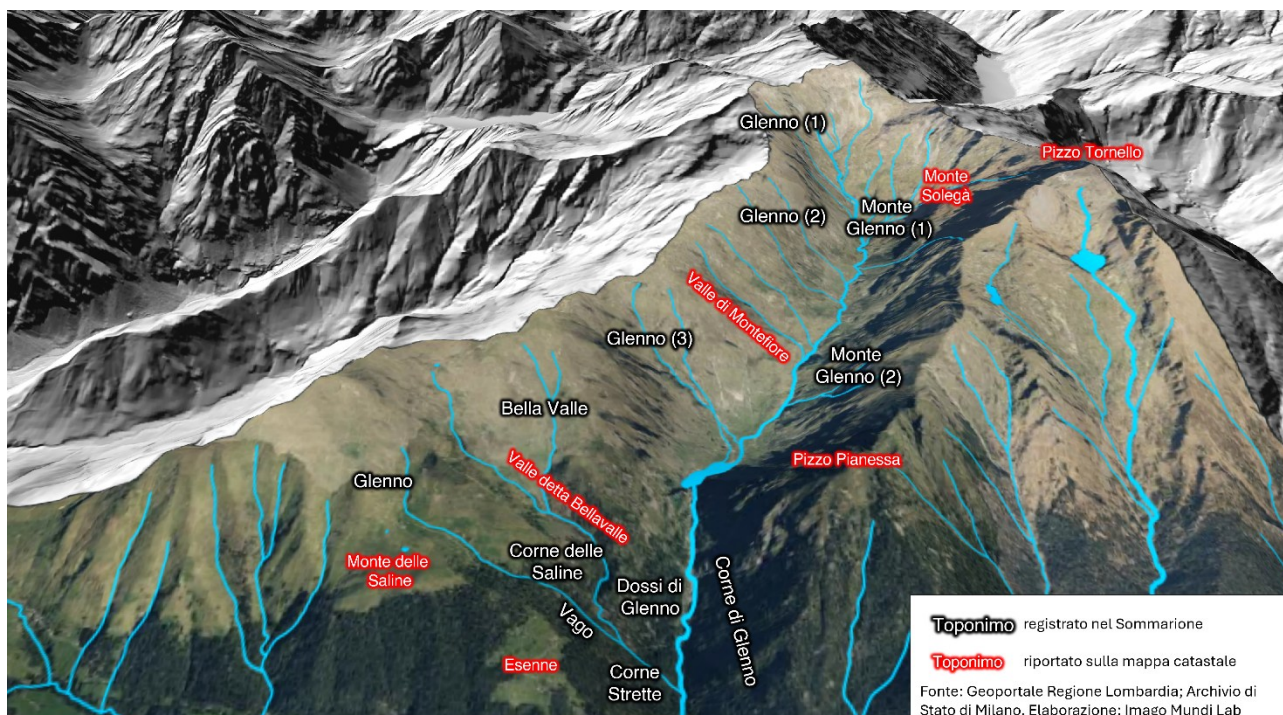 Glenno (1)
Pizzo Tornello
Monte
Solegà
Glenno (2)
Monte
Glenno (1)
Valle di Montefiore
Glenno (3)
Monte
Glenno (2)
Bella Valle
Pizzo Pianessa
Glenno
Valle detta Bellavalle
Monte delle
Saline
Corne delle
Saline
Dossi di
Glenno
Corne di Glenno
Vago
Esenne
Corne
Strette
Toponimo registrato nel Sommarione
Toponimo riportato sulla mappa catastale
Fonte: Geoportale Regione Lombardia; Archivio di
Stato di Milano. Elaborazione: Imago Mundi Lab